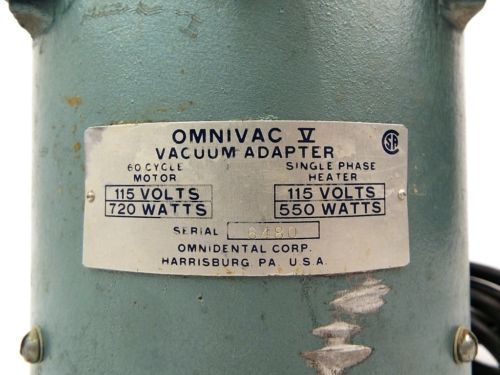 OMNIVAC V
VACUUM ADAPTER
60 CYCLE MOTOR
SINGLE PHASE HEATER
115 VOLTS
115 VOLTS
720 WATTS
550 WATTS
SERIAL
OMNIDENTAL CORP.
HARRISBURG, PA. U.S.A.
SA